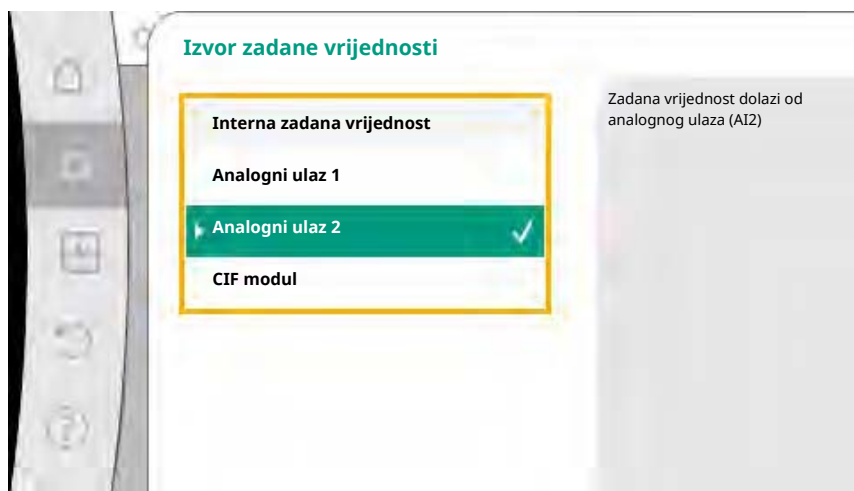 Izvor zadane vrijednosti
Interna zadana vrijednost
Analogni ulaz 1
Analogni ulaz 2
CIF modul
Zadana vrijednost dolazi od
analognog ulaza (AI2)